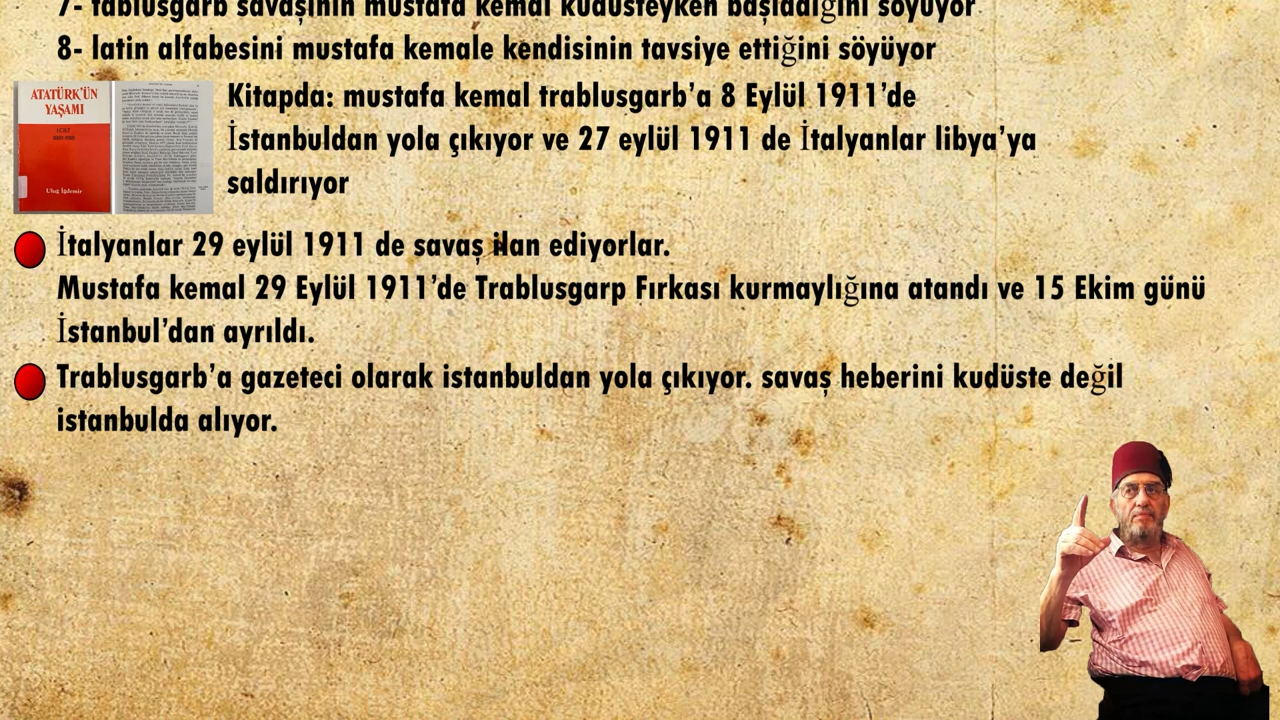 7- tablusgarb savaşının mustafa kemal kudüsteyken başladığını söyüyor
8- latin alfabesini mustafa kemale kendisinin tavsiye ettiğini söyüyor
ATATÜRK'ÜN
YAŞAMI
Uluğ İğdemir
Kitapda: mustafa kemal trablusgarb’a 8 Eylül 1911’de
İstanbuldan yola çıkıyor ve 27 eylül 1911 de İtalyanlar libya’ya
saldırıyor
İtalyanlar 29 eylül 1911 de savaş ilan ediyorlar.
Mustafa kemal 29 Eylül 1911’de Trablusgarp Fırkası kurmaylığına atandı ve 15 Ekim günü
İstanbul’dan ayrıldı.
Trablusgarb’a gazeteci olarak istanbuldan yola çıkıyor. savaş heberini kudüste değil
istanbulda alıyor.